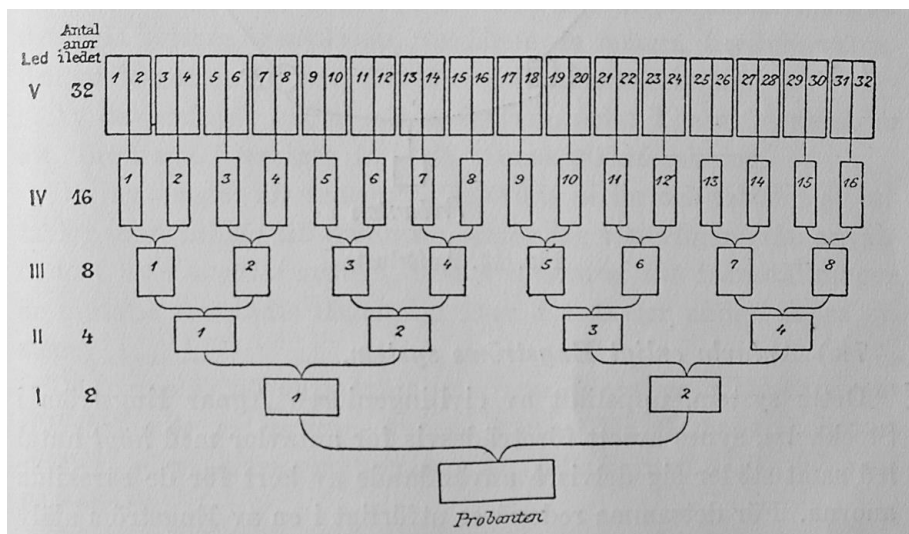 Antal
anor
Led iledet
V 32 1 2 3 4 5 6 7 8 9 10 11 12 13 14 15 16 17 18 19 20 21 22 23 24 25 26 27 28 29 30 31 32
IV 16 1 2 3 4 5 6 7 8 9 10 11 12 13 14 15 16
III 8 1 2 3 4 5 6 7 8
II 4 1 2 3 4
I 2 1 2
Probanten